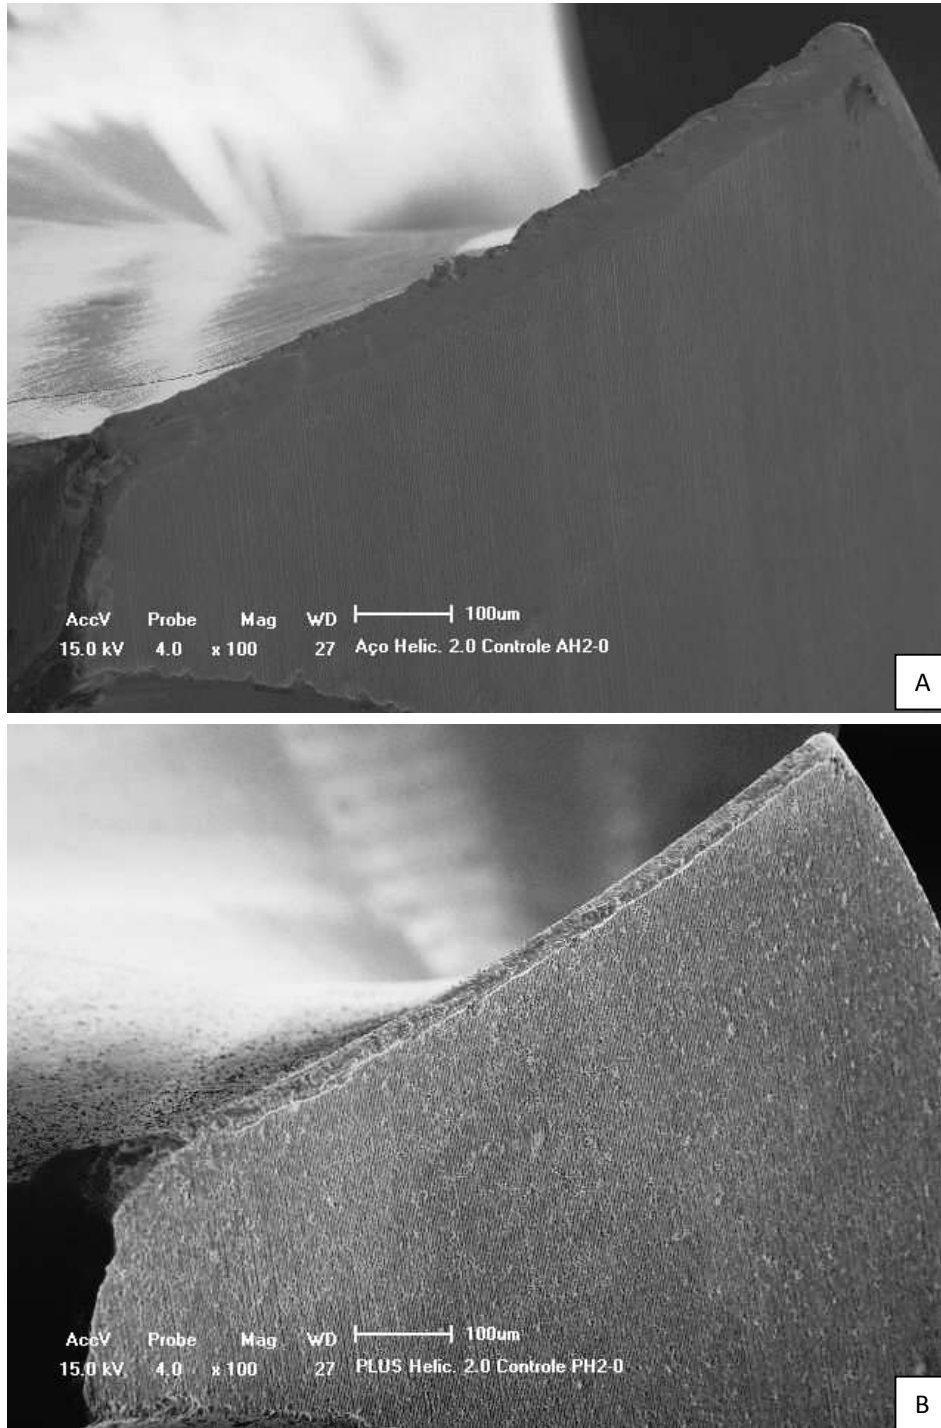 AccV Probe Mag WD 100um
15.0 kV 4.0 x 100 27 Aço Helic. 2.0 Controle AH2-0
A
AccV Probe Mag WD 100um
15.0 kV 4.0 x 100 27 PLUS Helic. 2.0 Controle PH2-0
B